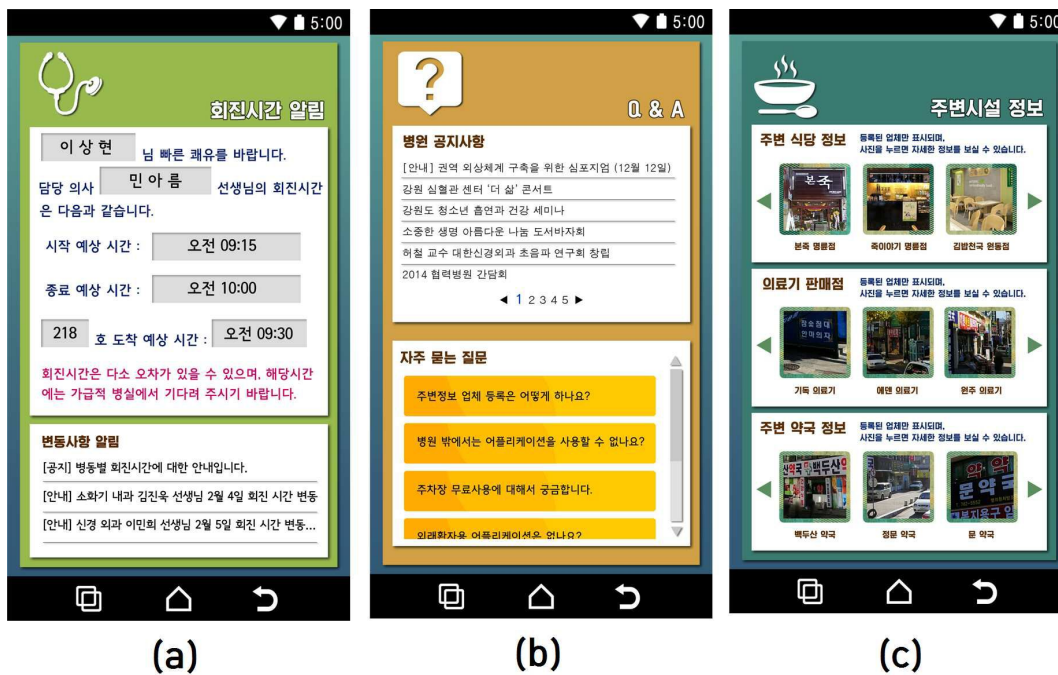 5:00
회진시간 알림
이 상 현 님 빠른 쾌유를 바랍니다.
담당 의사 민 아 름 선생님의 회진시간
은 다음과 같습니다.
시작 예상 시간 : 오전 09:15
종료 예상 시간 : 오전 10:00
218 호 도착 예상 시간 : 오전 09:30
회진시간은 다소 오차가 있을 수 있으며, 해당시간
에는 가급적 병실에서 기다려 주시기 바랍니다.
변동사항 알림
[공지] 병동별 회진시간에 대한 안내입니다.
[안내] 소화기 내과 김진욱 선생님 2월 4일 회진 시간 변동
[안내] 신경 외과 이민회 선생님 2월 5일 회진 시간 변동...
(a)
5:00
?
Q & A
병원 공지사항
[안내] 권역 외상체계 구축을 위한 심포지엄 (12월 12일)
강원 심혈관 센터 '더 삶' 콘서트
강원도 청소년 흡연과 건강 세미나
소중한 생명 아름다운 나눔 도서바자회
허철 교수 대한신경외과 초음파 연구회 창립
2014 협력병원 간담회
◀ 1 2 3 4 5 ▶
자주 묻는 질문
주변정보 업체 등록은 어떻게 하나요?
병원 밖에서는 어플리케이션을 사용할 수 없나요?
주차장 무료사용에 대해서 궁금합니다.
외래환자용 어플리케이션은 없나요?
(b)
5:00
주변시설 정보
주변 식당 정보
등록된 업체만 표시되며,
사진을 누르면 자세한 정보를 보실 수 있습니다.
본죽
본죽 명륜점
죽이야기 명륜점
김밥천국 원동점
의료기 판매점
등록된 업체만 표시되며,
사진을 누르면 자세한 정보를 보실 수 있습니다.
기독 의료기
에덴 의료기
원주 의료기
주변 약국 정보
등록된 업체만 표시되며,
사진을 누르면 자세한 정보를 보실 수 있습니다.
백두산 약국
정문 약국
문 약국
(c)